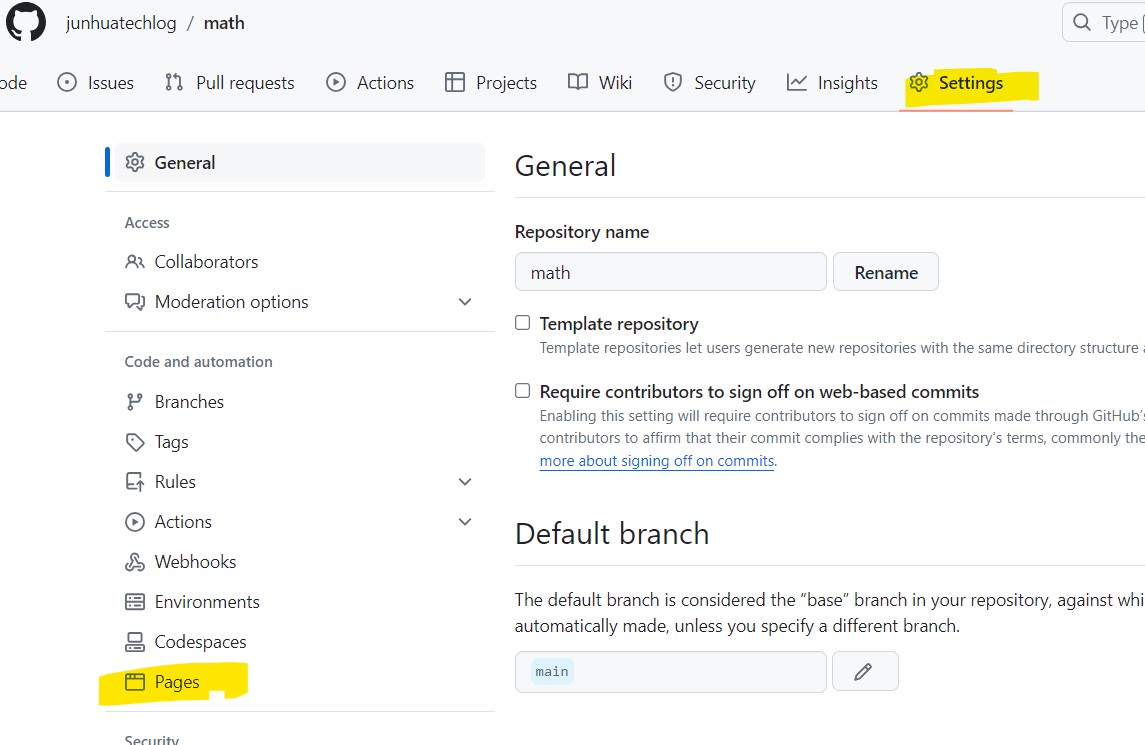 junhuatechlog / math
Type
ode Issues Pull requests Actions Projects Wiki Security Insights Settings
General
Access
Collaborators
Moderation options
Code and automation
Branches
Tags
Rules
Actions
Webhooks
Environments
Codespaces
Pages
Security
General
Repository name
math Rename
Template repository
Template repositories let users generate new repositories with the same directory structure
Require contributors to sign off on web-based commits
Enabling this setting will require contributors to sign off on commits made through GitHub's
contributors to affirm that their commit complies with the repository's terms, commonly the
more about signing off on commits.
Default branch
The default branch is considered the “base” branch in your repository, against whi
automatically made, unless you specify a different branch.
main